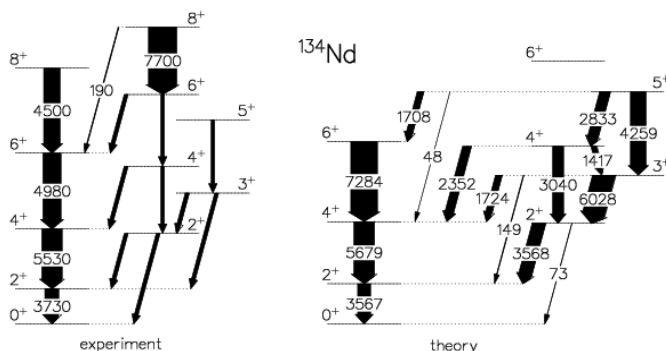 8+ 8+
6+
¹³⁴Nd
7700
190
4500
6+ 5+ 5+
1708 2833 4259
6+ 4+ 6+ 4+
48 1417
4980 3+ 7284 2352 3040 3+
1724 6028
4+ 2+ 4+ 2+
149
5530 5679 3568 73
2+ 2+
3730 3567
0+ 0+
experiment theory